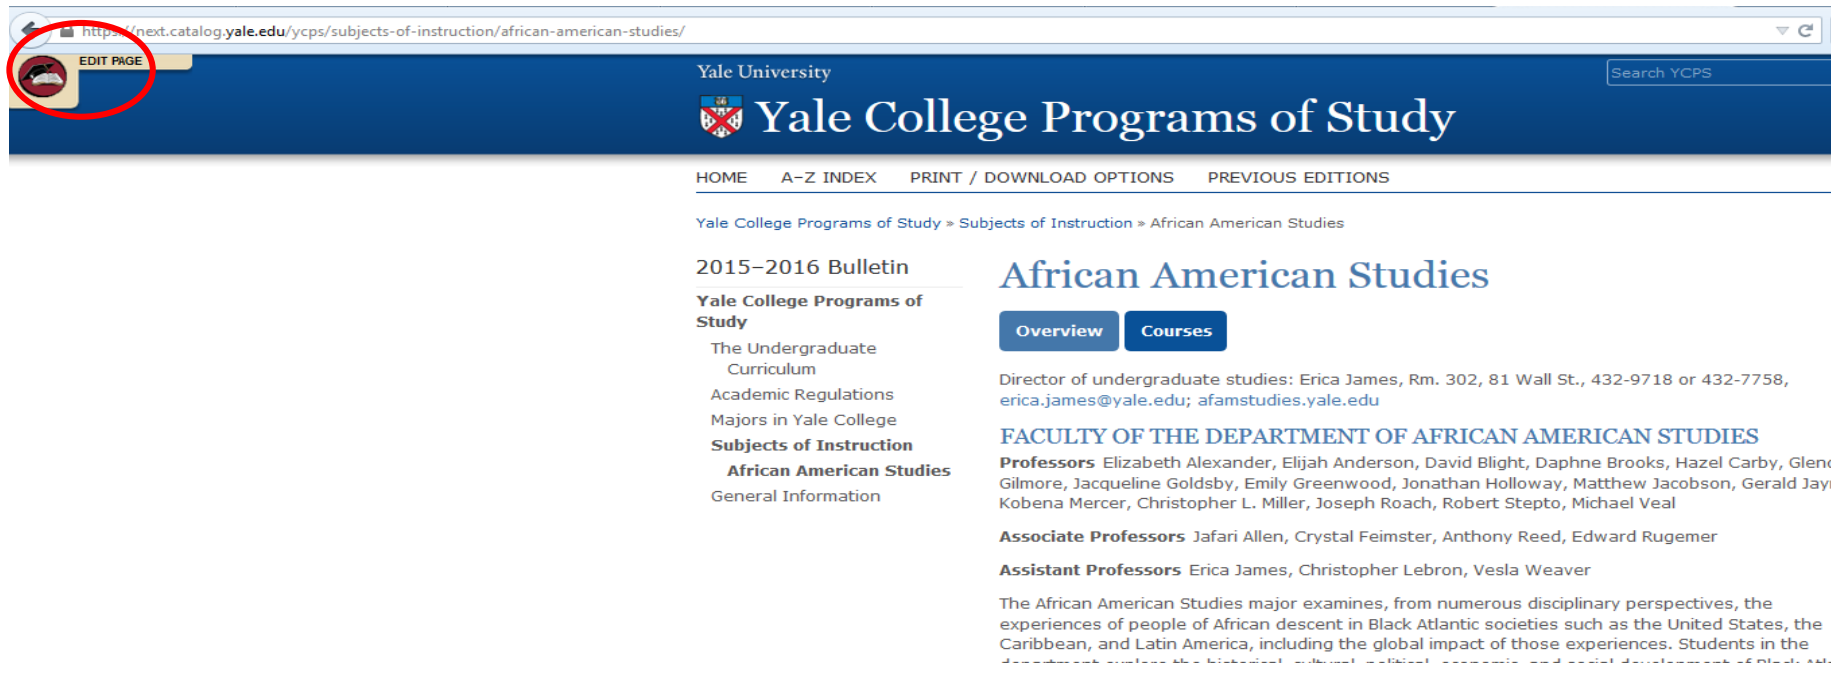 https://next.catalog.yale.edu/ycps/subjects-of-instruction/african-american-studies/
EDIT PAGE
Yale University
Search YCPS
Yale College Programs of Study
HOME A–Z INDEX PRINT / DOWNLOAD OPTIONS PREVIOUS EDITIONS
Yale College Programs of Study » Subjects of Instruction » African American Studies
2015–2016 Bulletin
Yale College Programs of
Study
The Undergraduate
Curriculum
Academic Regulations
Majors in Yale College
Subjects of Instruction
African American Studies
General Information
African American Studies
Overview Courses
Director of undergraduate studies: Erica James, Rm. 302, 81 Wall St., 432-9718 or 432-7758,
erica.james@yale.edu; afamstudies.yale.edu
FACULTY OF THE DEPARTMENT OF AFRICAN AMERICAN STUDIES
Professors Elizabeth Alexander, Elijah Anderson, David Blight, Daphne Brooks, Hazel Carby,
Gilmore, Jacqueline Goldsby, Emily Greenwood, Jonathan Holloway, Matthew Jacobson, Gerald
Kobena Mercer, Christopher L. Miller, Joseph Roach, Robert Stepto, Michael Veal
Associate Professors Jafari Allen, Crystal Feimster, Anthony Reed, Edward Rugemer
Assistant Professors Erica James, Christopher Lebron, Vesla Weaver
The African American Studies major examines, from numerous disciplinary perspectives, the
experiences of people of African descent in Black Atlantic societies such as the United States, the
Caribbean, and Latin America, including the global impact of those experiences. Students in the